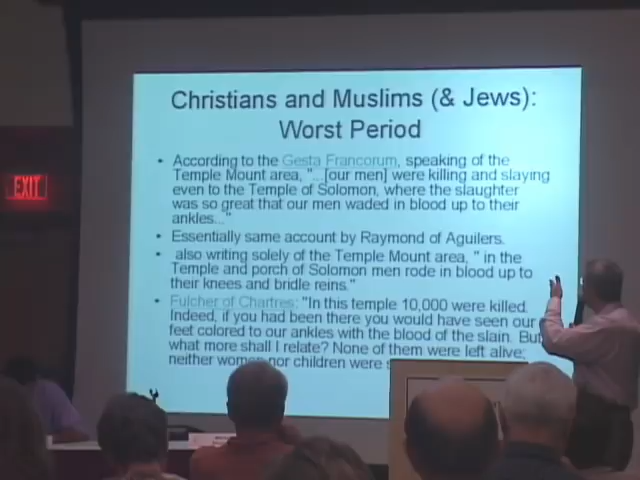 EXIT
Christians and Muslims (& Jews):
Worst Period
• According to the Gesta Francorum, speaking of the
Temple Mount area, "...[our men] were killing and slaying
even to the Temple of Solomon, where the slaughter
was so great that our men waded in blood up to their
ankles..."
• Essentially same account by Raymond of Aguilers.
• also writing solely of the Temple Mount area, " in the
Temple and porch of Solomon men rode in blood up to
their knees and bridle reins."
• Fulcher of Chartres: "In this temple 10,000 were killed.
Indeed, if you had been there you would have seen our
feet colored to our ankles with the blood of the slain. But
what more shall I relate? None of them were left alive;
neither women nor children were